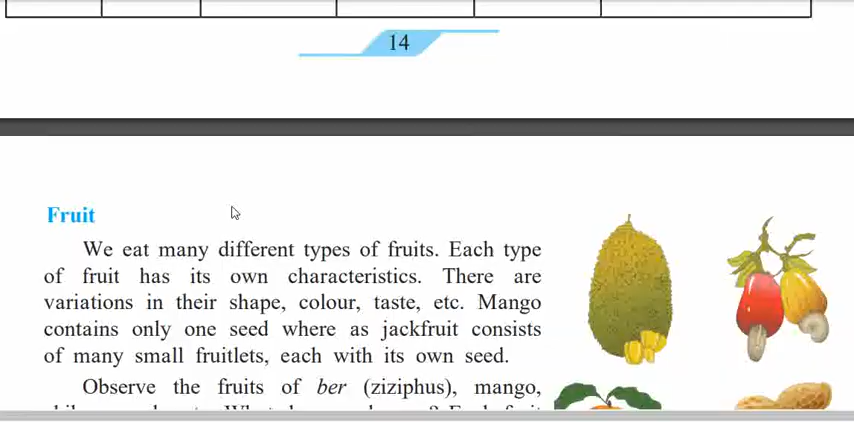 14
Fruit
We eat many different types of fruits. Each type
of fruit has its own characteristics. There are
variations in their shape, colour, taste, etc. Mango
contains only one seed where as jackfruit consists
of many small fruitlets, each with its own seed.
Observe the fruits of ber (ziziphus), mango,